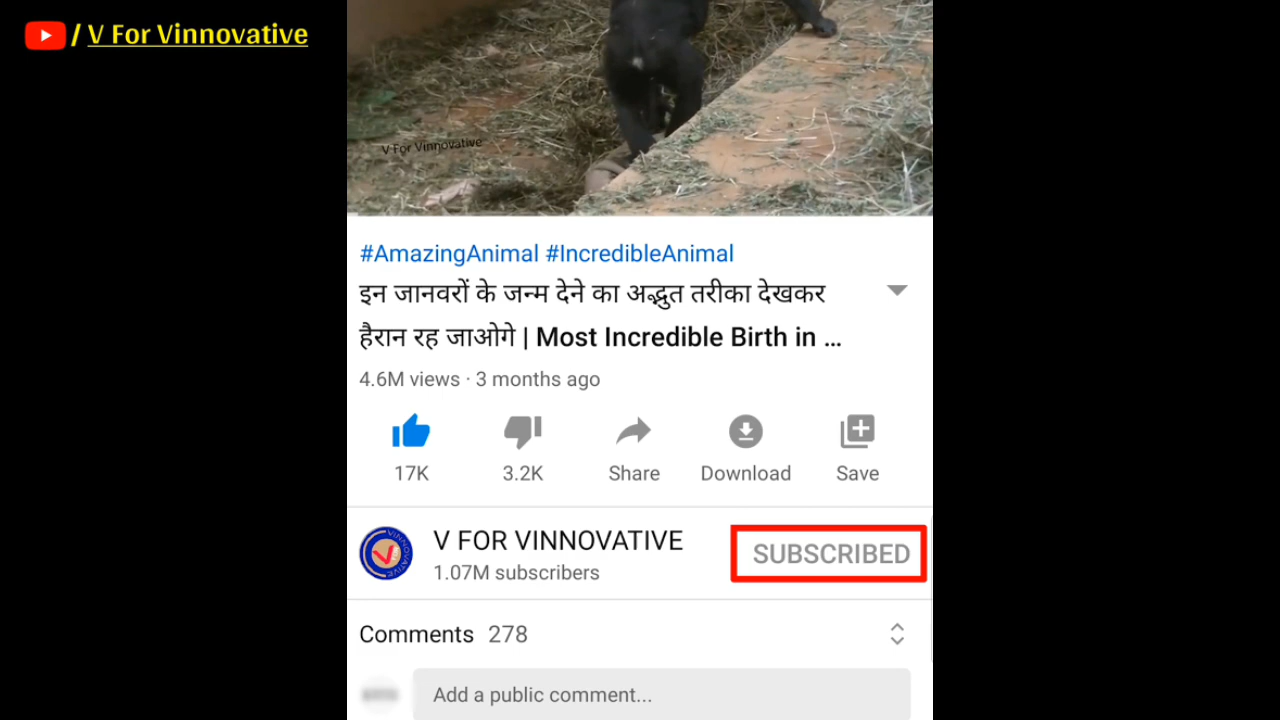 / V For Vinnovative
V For Vinnovative
#AmazingAnimal #IncredibleAnimal
इन जानवरों के जन्म देने का अद्भुत तरीका देखकर
हैरान रह जाओगे | Most Incredible Birth in ...
4.6M views · 3 months ago
17K 3.2K Share Download Save
V FOR VINNOVATIVE
SUBSCRIBED
1.07M subscribers
Comments 278
Add a public comment...